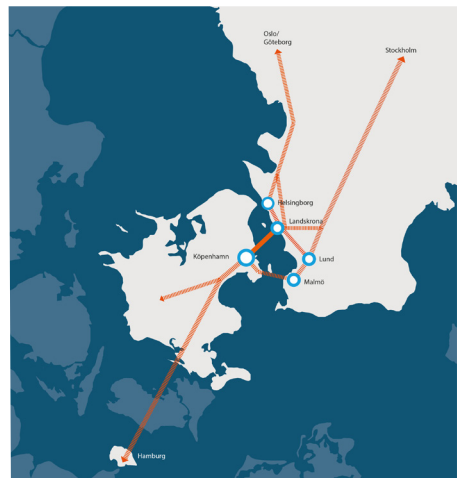 Oslo/
Göteborg
Stockholm
Helsingborg
Landskrona
Köpenhamn
Lund
Malmö
Hamburg